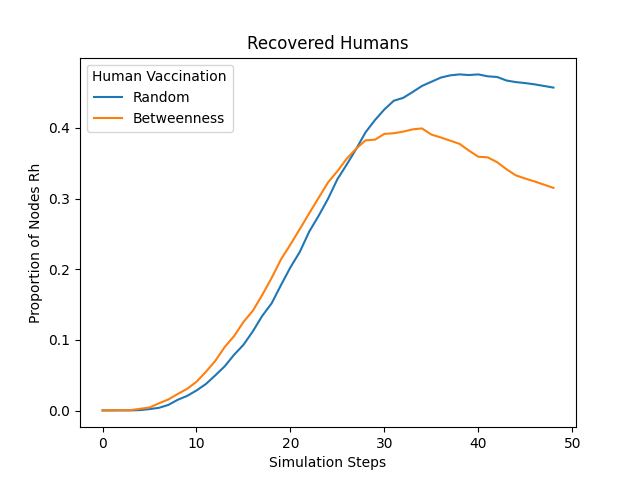 Recovered Humans
Human Vaccination
Random
Betweenness
Proportion of Nodes Rh
0.4
0.3
0.2
0.1
0.0
0 10 20 30 40 50
Simulation Steps